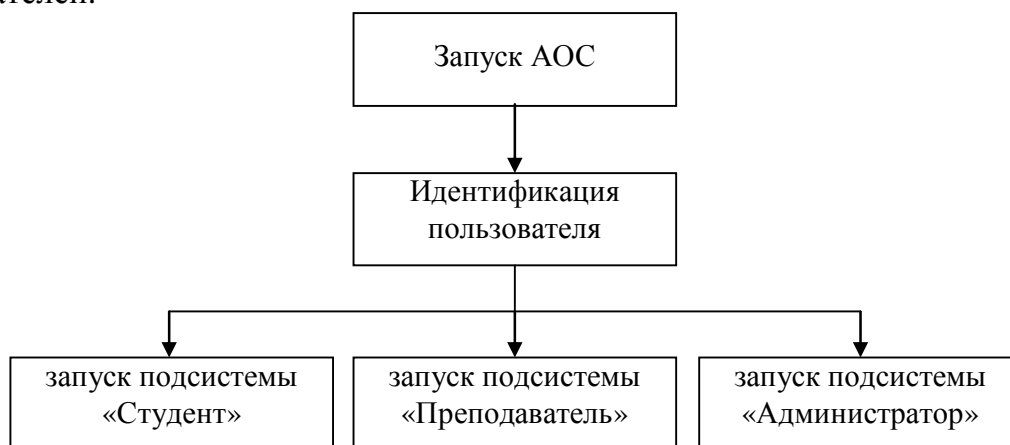 Запуск АОС
Идентификация
пользователя
запуск подсистемы
«Студент»
запуск подсистемы
«Преподаватель»
запуск подсистемы
«Администратор»